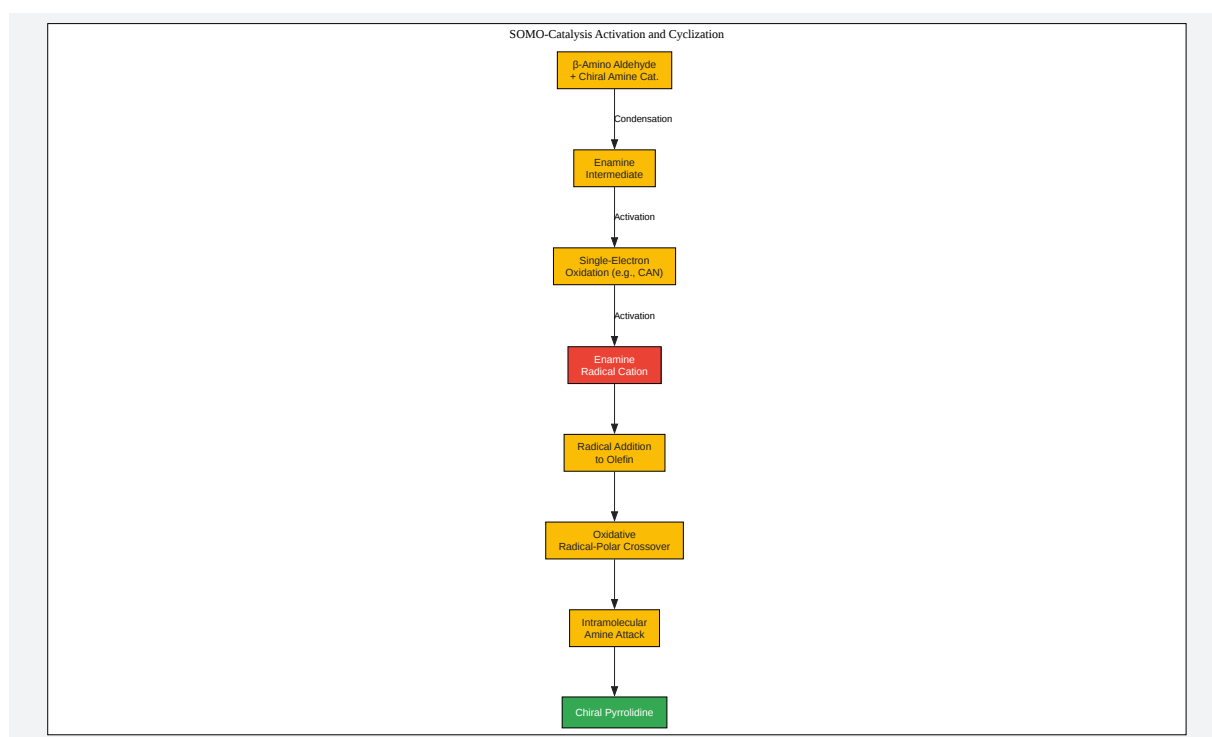 SOMO-Catalysis Activation and Cyclization
β-Amino Aldehyde
+ Chiral Amine Cat.
Condensation
Enamine
Intermediate
Activation
Single-Electron
Oxidation (e.g., CAN)
Activation
Enamine
Radical Cation
Radical Addition
to Olefin
Oxidative
Radical-Polar Crossover
Intramolecular
Amine Attack
Chiral Pyrrolidine